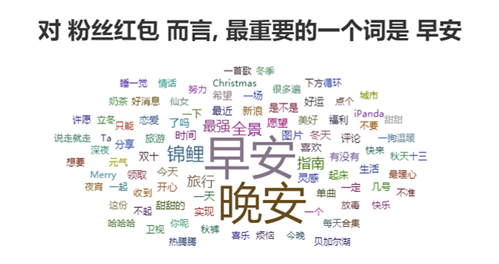 对 粉丝红包 而言, 最重要的一个词是 早安
一首歌 冬季
睡一觉 情话 Christmas 下方循环
努力 希望 一场 很多遍 城市
奶茶 好消息 仙女 好运 点个
许愿 立冬 恋爱 一下 最近 新浪 是不是 福利 iPanda
只能 了吗 最强 全景 愿望 美好 不要 甜甜
说走就走 Ta 旅游 时间 图片 冬天 评论 一狗温暖
深夜 分享 锦鲤 早安 喜欢 快来
想要 元气 双十 指南 有没有 生活 秋天十三
Merry 领取 今天 旅行 灵感 起床 最暖心
夜宵 一起 开心 晚安 单曲 一定 几号 不准
这份 收到 甜甜的 一天 放毒 快乐
哈哈哈 不起 你呢 实现 一个 每天合集
卫视 秋裤 喜乐 烦恼 今晚 贝加尔湖
热腾腾